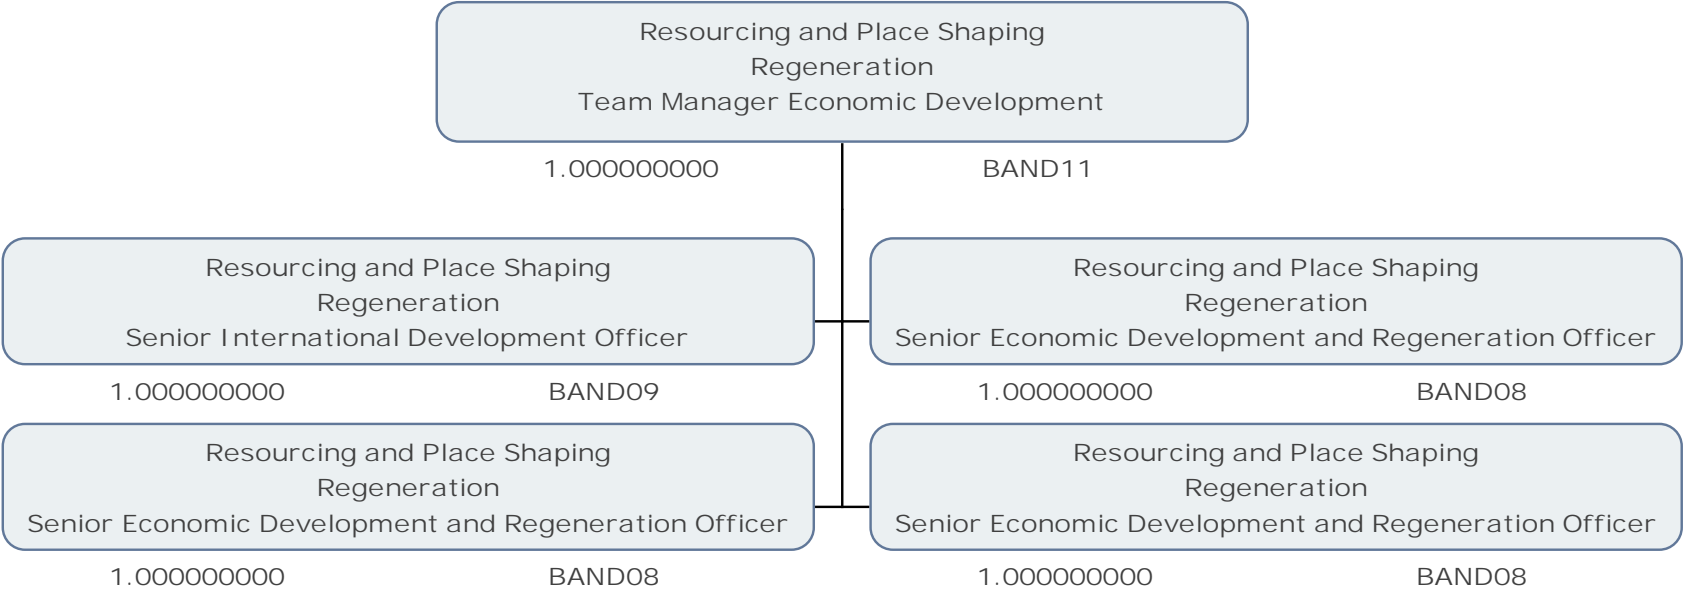 Resourcing and Place Shaping
Regeneration
Team Manager Economic Development
1.000000000 BAND11
Resourcing and Place Shaping
Regeneration
Senior International Development Officer
1.000000000 BAND09
Resourcing and Place Shaping
Regeneration
Senior Economic Development and Regeneration Officer
1.000000000 BAND08
Resourcing and Place Shaping
Regeneration
Senior Economic Development and Regeneration Officer
1.000000000 BAND08
Resourcing and Place Shaping
Regeneration
Senior Economic Development and Regeneration Officer
1.000000000 BAND08